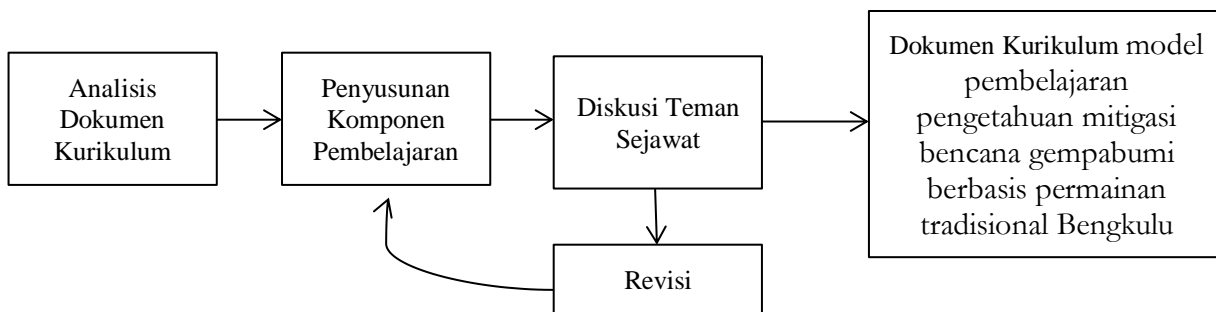 Analisis
Dokumen
Kurikulum
Penyusunan
Komponen
Pembelajaran
Diskusi Teman
Sejawat
Revisi
Dokumen Kurikulum model
pembelajaran
pengetahuan mitigasi
bencana gempabumi
berbasis permainan
tradisional Bengkulu